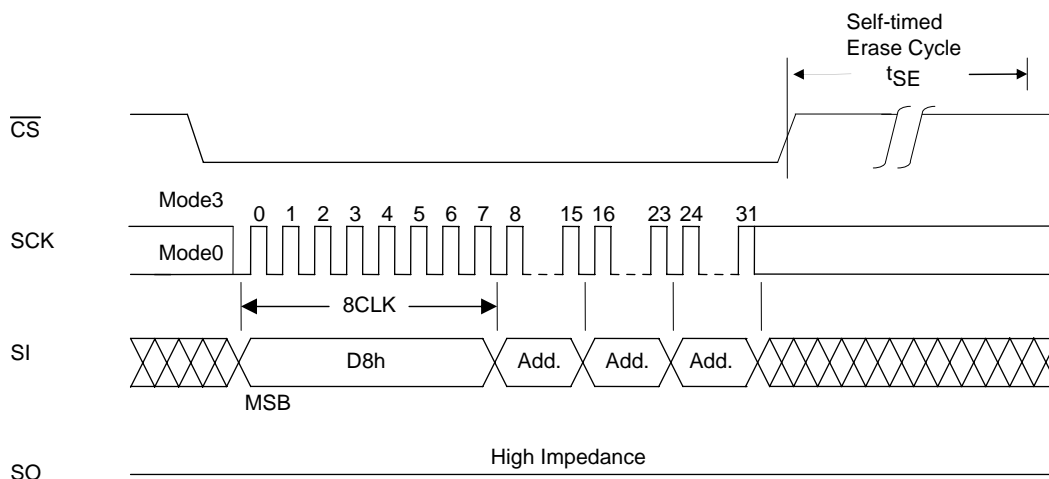 Self-timed
Erase Cycle
tSE
CS
Mode3
0 1 2 3 4 5 6 7 8 15 16 23 24 31
SCK
Mode0
8CLK
SI
D8h Add. Add. Add.
MSB
High Impedance
SO